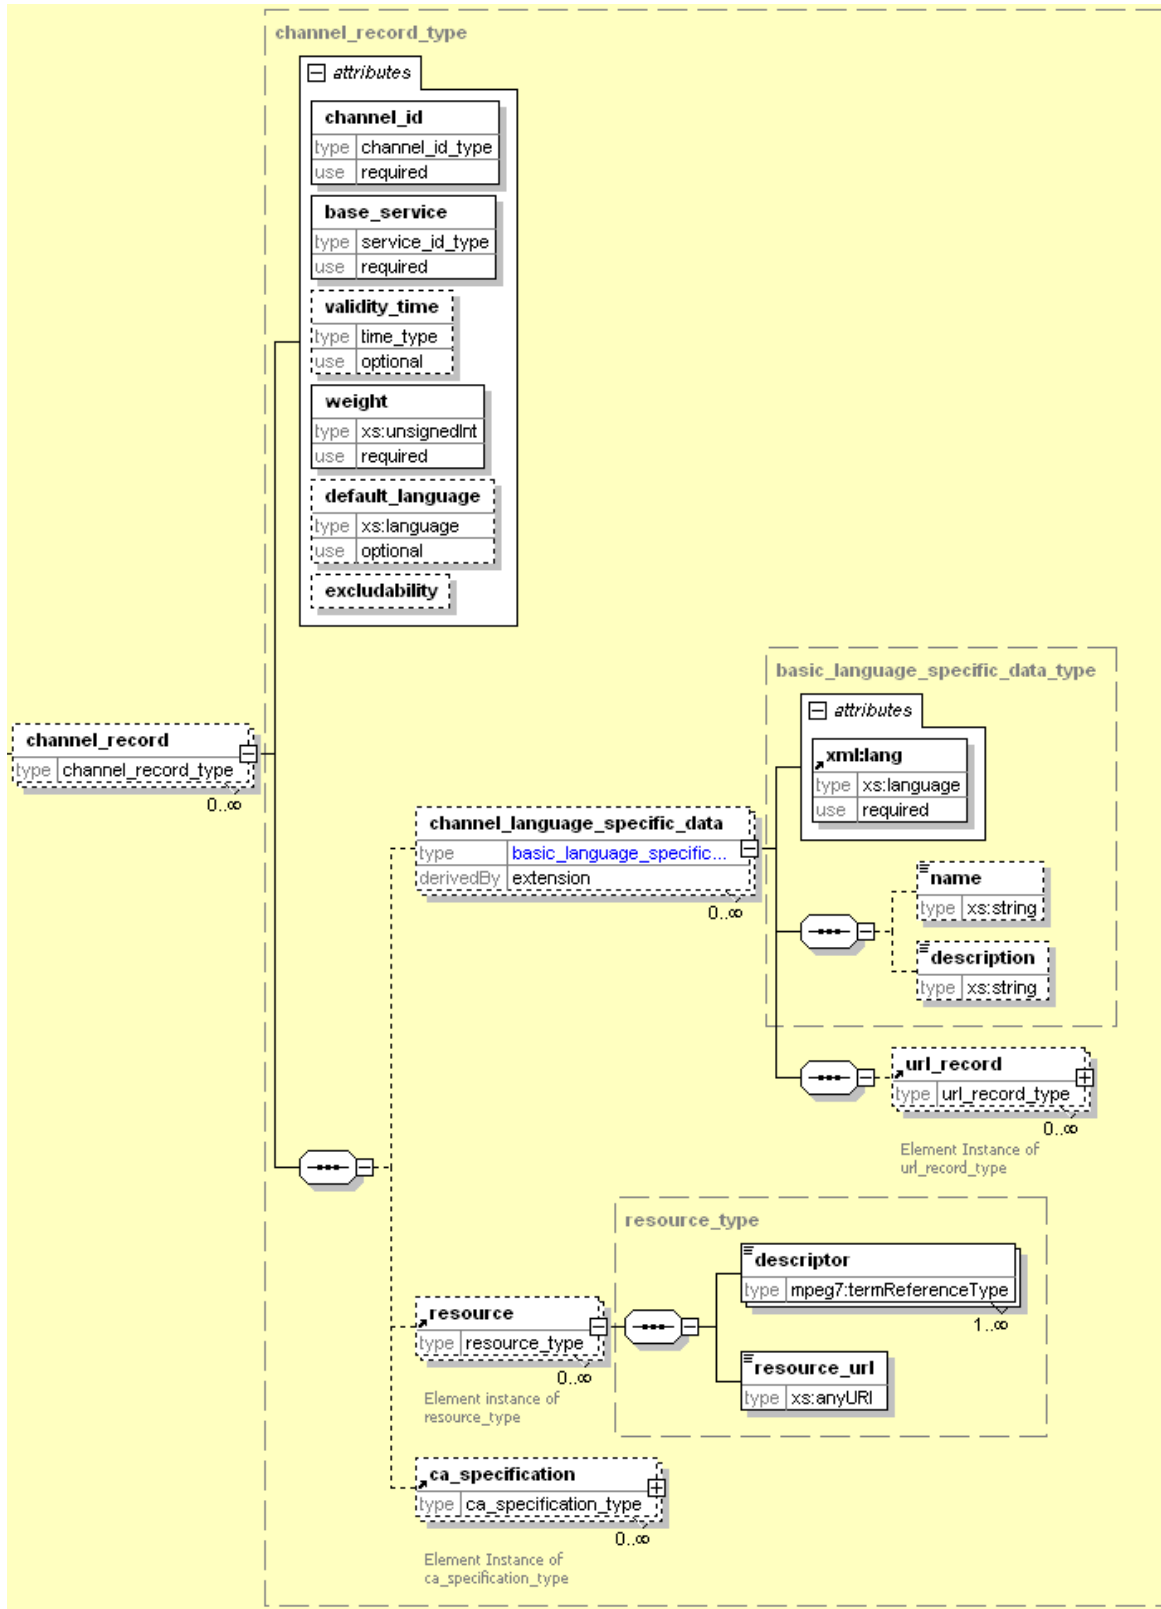 channel_record_type
attributes
channel_id
type channel_id_type
use required
base_service
type service_id_type
use required
validity_time
type time_type
use optional
weight
type xs:unsignedInt
use required
default_language
type xs:language
use optional
excludability
channel_record
type channel_record_type
0..∞
channel_language_specific_data
type basic_language_specific...
derivedBy extension
0..∞
basic_language_specific_data_type
attributes
xml:lang
type xs:language
use required
name
type xs:string
description
type xs:string
url_record
type url_record_type
0..∞
Element Instance of
url_record_type
resource
type resource_type
0..∞
Element instance of
resource_type
resource_type
descriptor
type mpeg7:termReferenceType
1..∞
resource_url
type xs:anyURI
ca_specification
type ca_specification_type
0..∞
Element Instance of
ca_specification_type